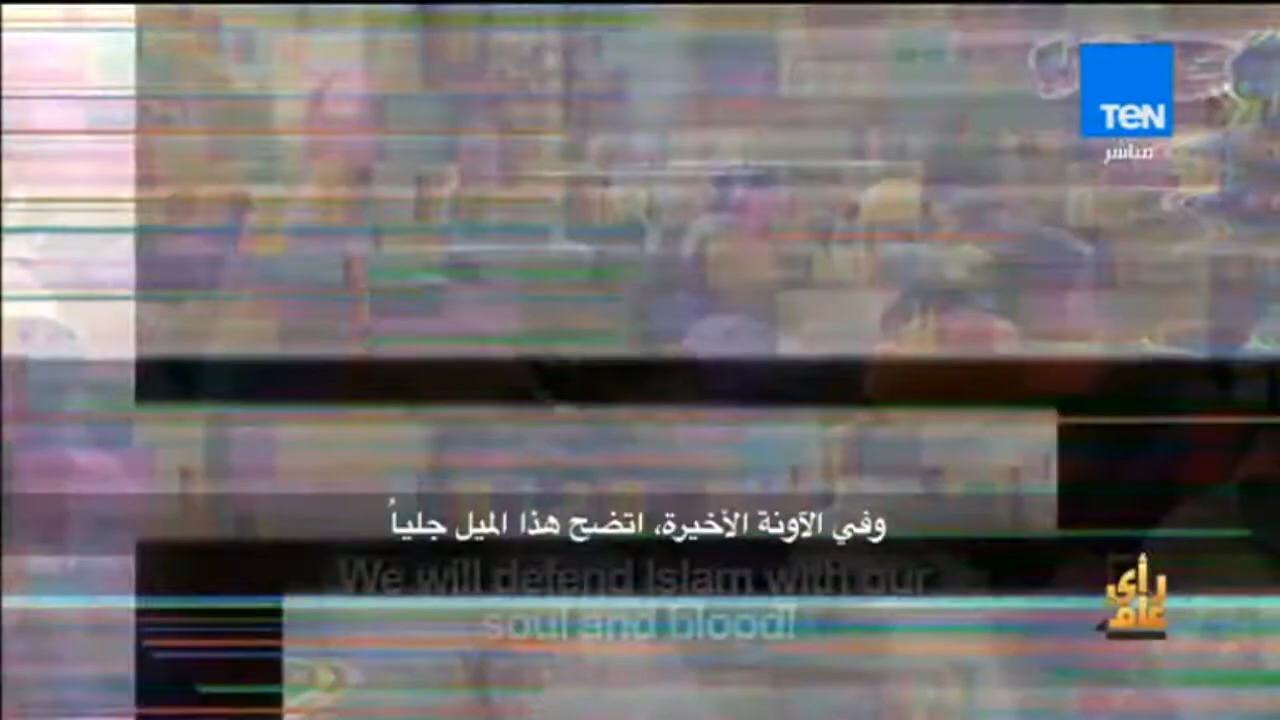 TEN
مباشر
وفي الآونة الأخيرة، اتضح هذا الميل جلياً
We will defend Islam with our
soul and blood!
رأي
عام